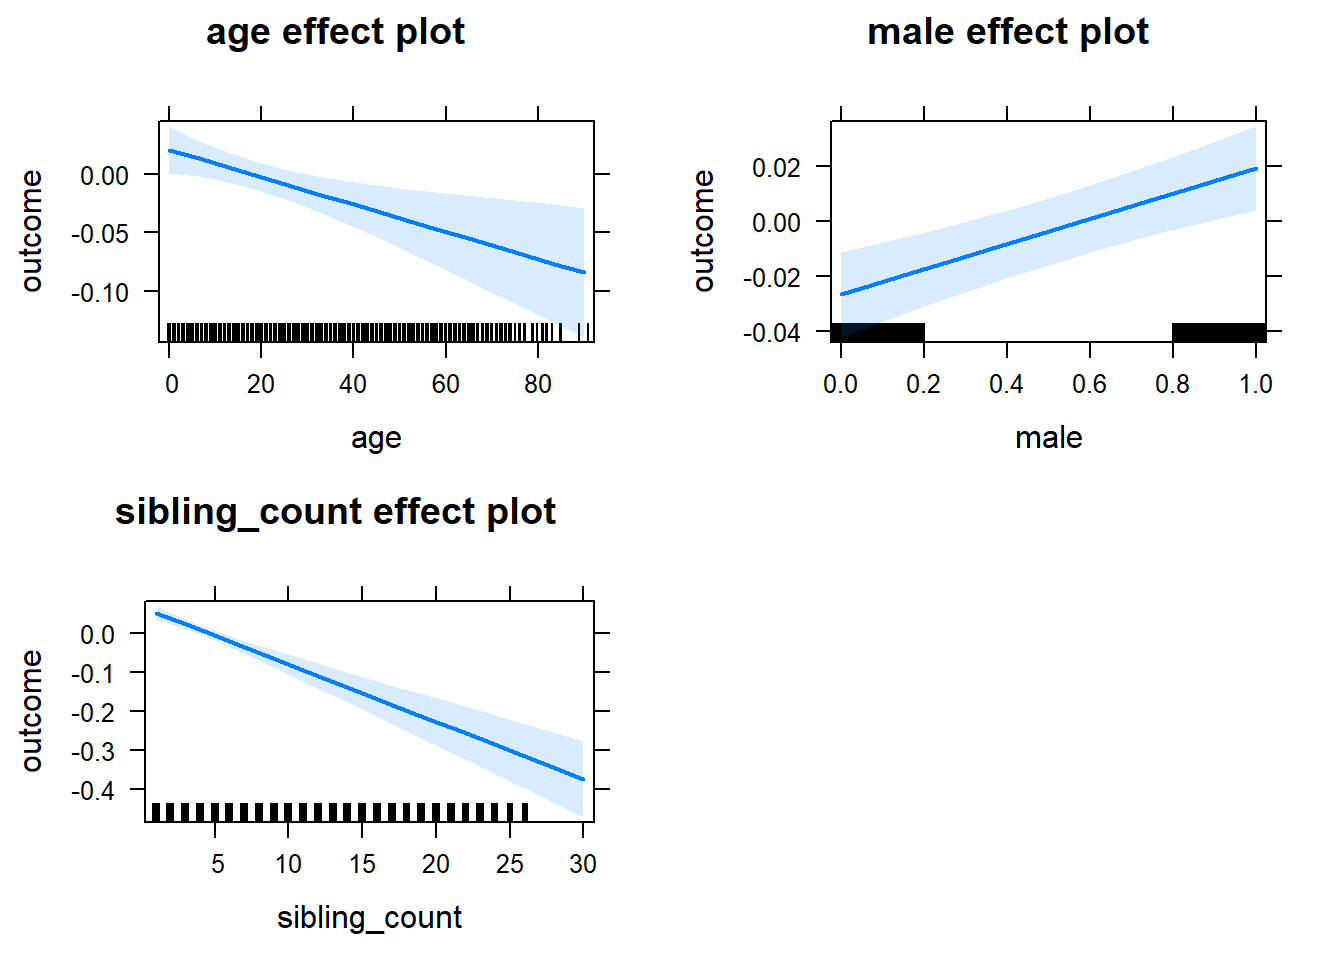 age effect plot
outcome
0.00
-0.05
-0.10
0 20 40 60 80
age
male effect plot
outcome
0.02
0.00
-0.02
-0.04
0.0 0.2 0.4 0.6 0.8 1.0
male
sibling_count effect plot
outcome
0.0
-0.1
-0.2
-0.3
-0.4
5 10 15 20 25 30
sibling_count